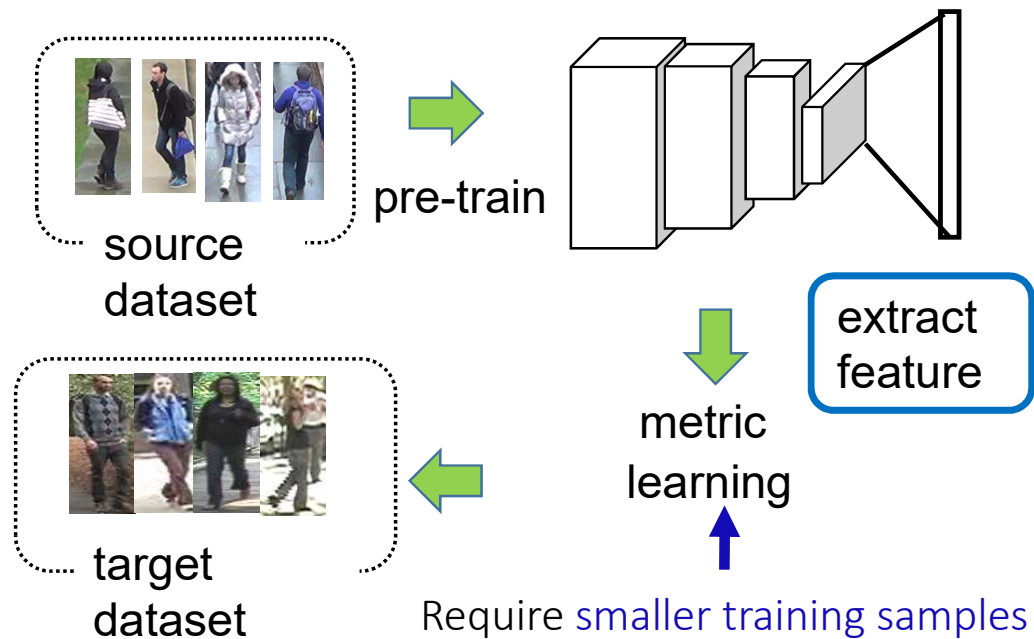 source
dataset
pre-train
extract
feature
metric
learning
target
dataset
Require smaller training samples